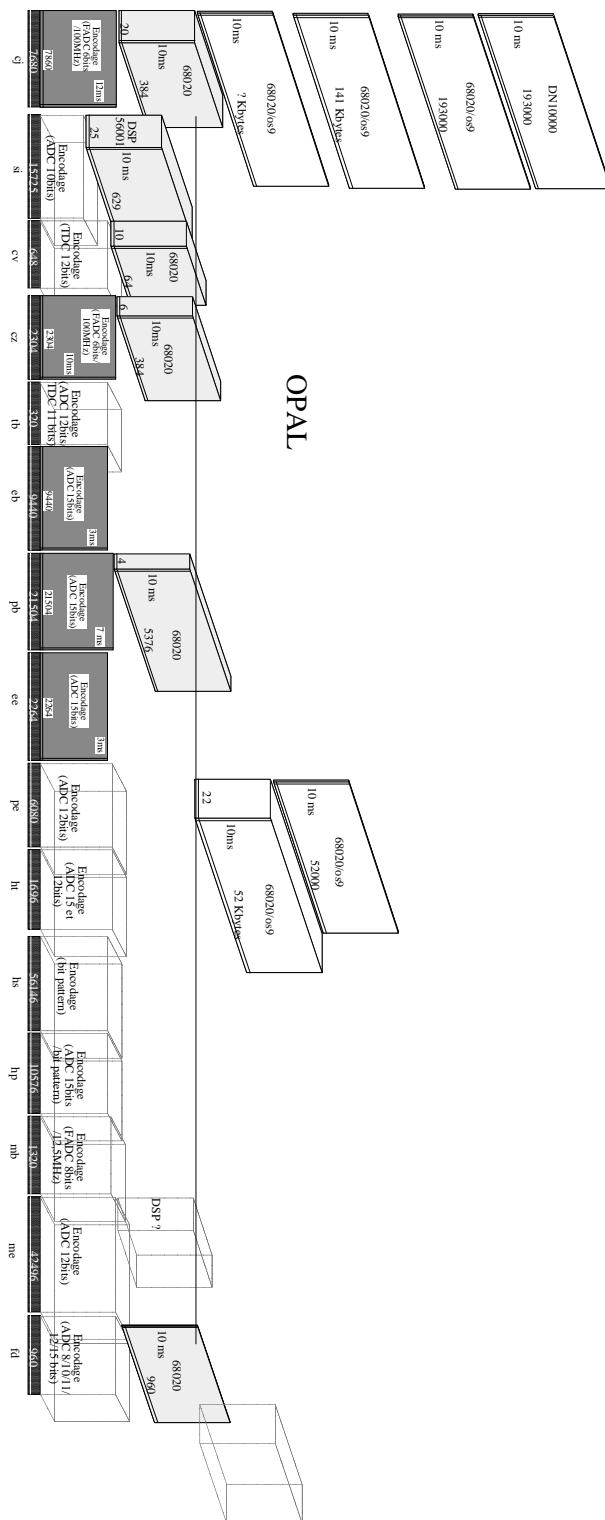 OPAL
DN10000
10 ms
193000
68020/os9
10 ms
193000
68020/os9
10 ms
141 Kbytes
68020/os9
10ms
? Kbytes
68020/os9
10 ms
52000
20
68020
10ms
384
DSP
56001
25
10 ms
629
10
68020
10ms
64
6
68020
10ms
384
4
68020
10 ms
5376
22
68020/os9
10ms
52 Kbytes
DSP ?
68020
10 ms
960
Encodage
(FADC 6bits
/100MHz)
12ms
7860
7680
cj
Encodage
(ADC 10bits)
15725
si
Encodage
(TDC 12bits)
648
cv
Encodage
(FADC 6bits/
100MHz)
10ms
2304
2304
cz
Encodage
(ADC 12bits/
TDC 11 bits)
320
tb
Encodage
(ADC 15bits)
3ms
9440
9440
eb
Encodage
(ADC 15bits)
7 ms
21504
21504
pb
Encodage
(ADC 15bits)
3ms
2264
2264
ee
Encodage
(ADC 12bits)
6080
pe
Encodage
(ADC 15 et
12bits)
1696
ht
Encodage
(bit pattern)
56146
hs
Encodage
(ADC 15bits
/bit pattern)
10576
hp
Encodage
(FADC 8bits
/12,5MHz)
1320
mb
Encodage
(ADC 12bits)
42496
me
Encodage
(ADC 8/10/11/
12/15 bits)
960
fd